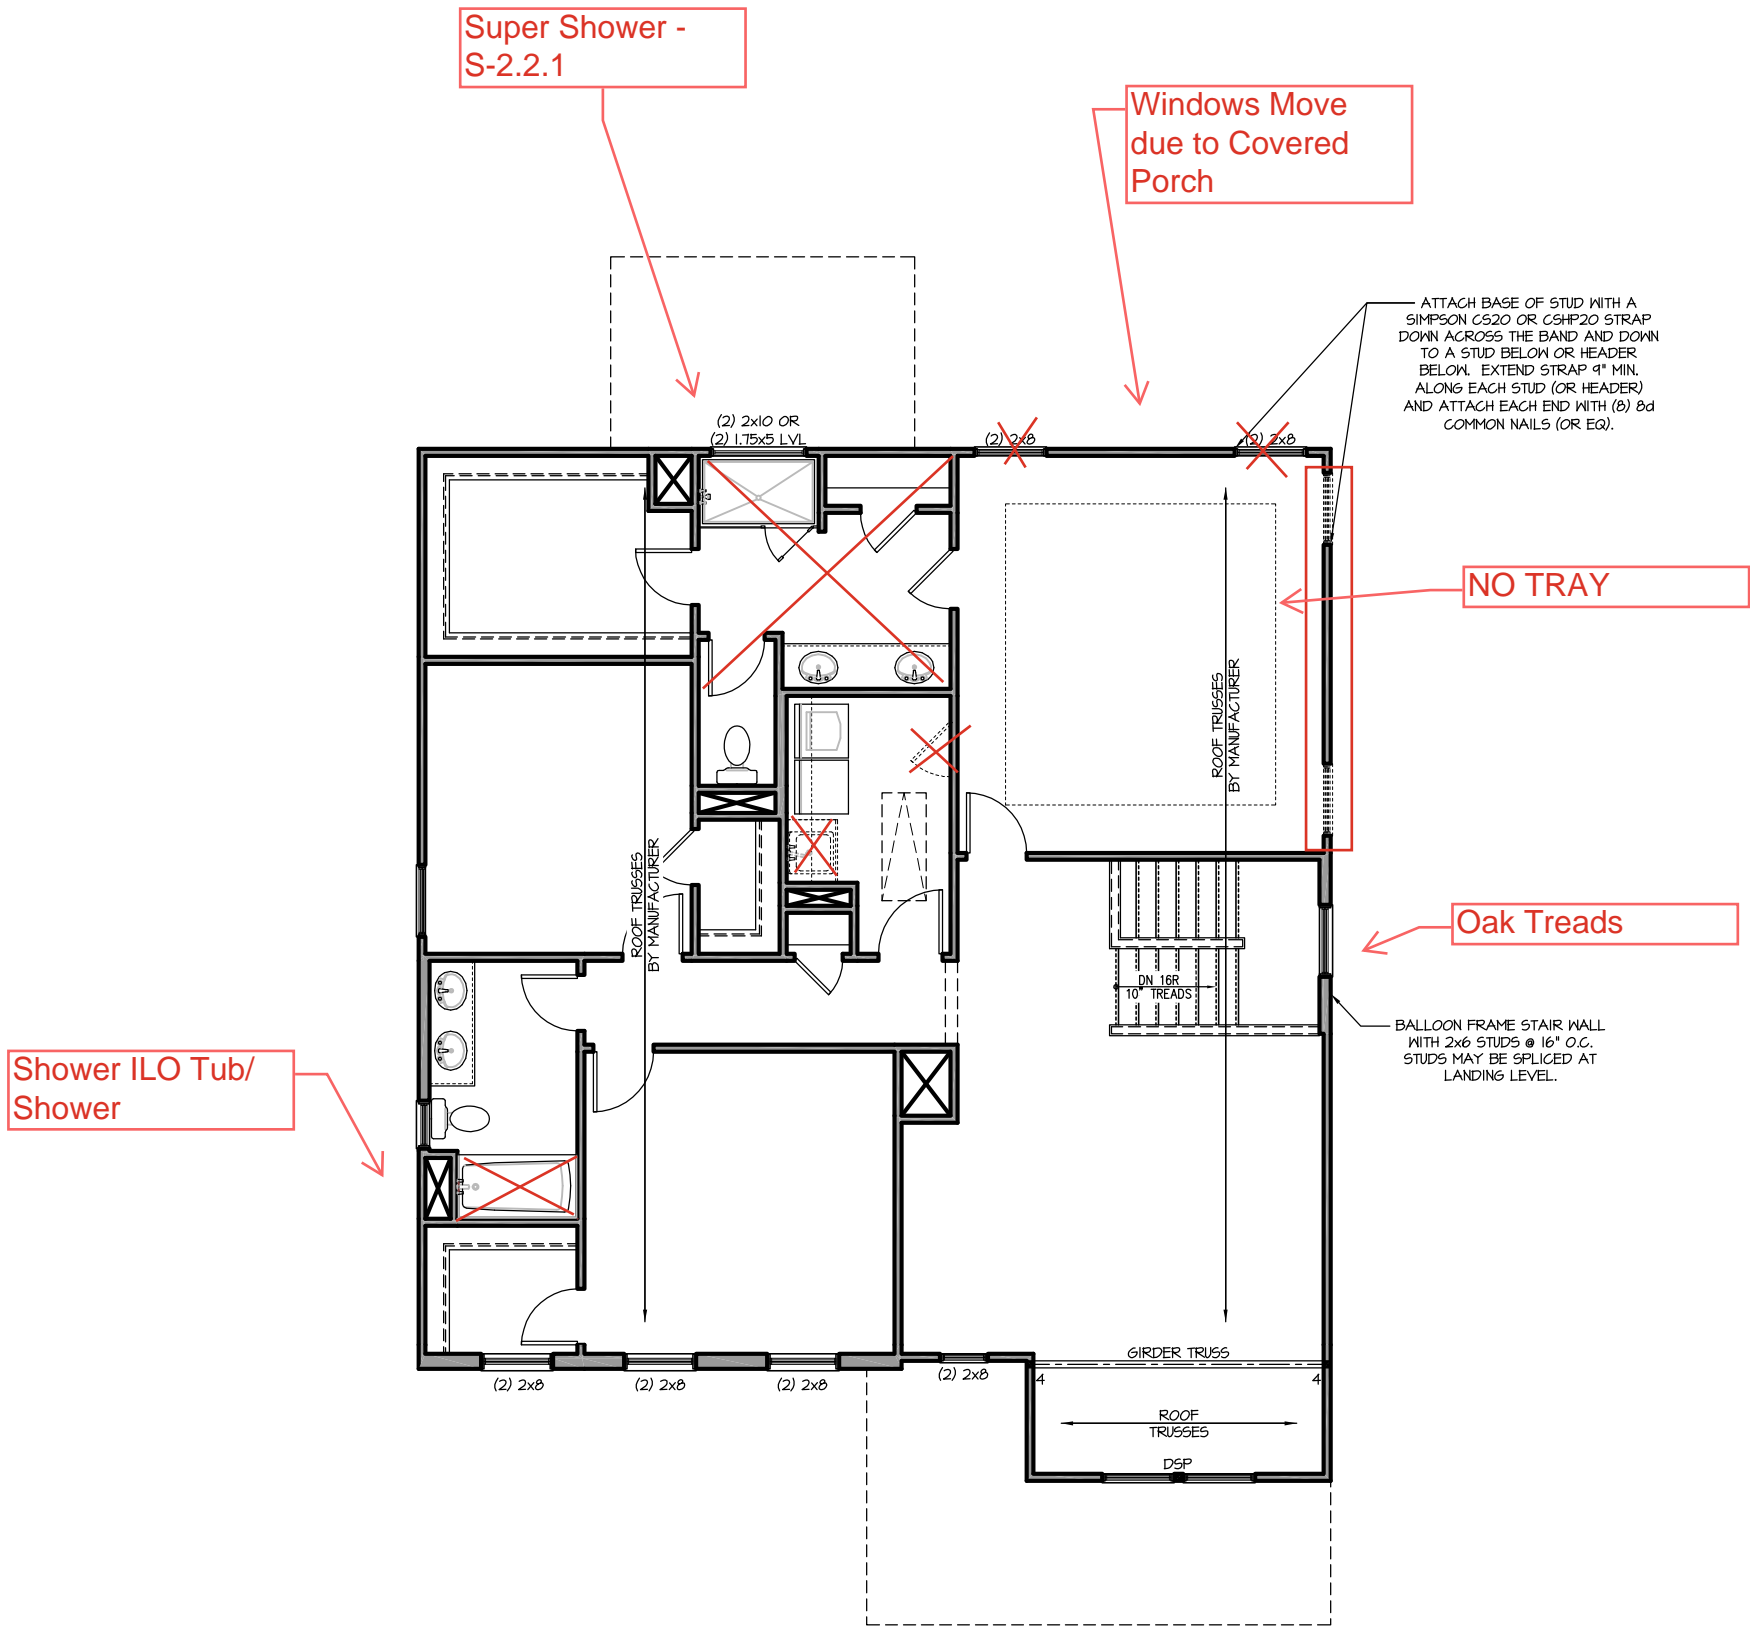 Super Shower -
S-2.2.1
Windows Move
due to Covered
Porch
ATTACH BASE OF STUD WITH A
SIMPSON CS20 OR CSHP20 STRAP
DOWN ACROSS THE BAND AND DOWN
TO A STUD BELOW OR HEADER
BELOW. EXTEND STRAP 9" MIN.
ALONG EACH STUD (OR HEADER)
AND ATTACH EACH END WITH (8) 8d
COMMON NAILS (OR EQ).
(2) 2x10 OR
(2) 1.75x5 LVL
(2) 2x8
(2) 2x8
NO TRAY
ROOF TRUSSES
BY MANUFACTURER
ROOF TRUSSES
BY MANUFACTURER
Oak Treads
DN 16R
10" TREADS
BALLOON FRAME STAIR WALL
WITH 2x6 STUDS @ 16" O.C.
STUDS MAY BE SPLICED AT
LANDING LEVEL.
Shower ILO Tub/
Shower
GIRDER TRUSS
4
4
(2) 2x8
(2) 2x8
(2) 2x8
(2) 2x8
ROOF
TRUSSES
DSP